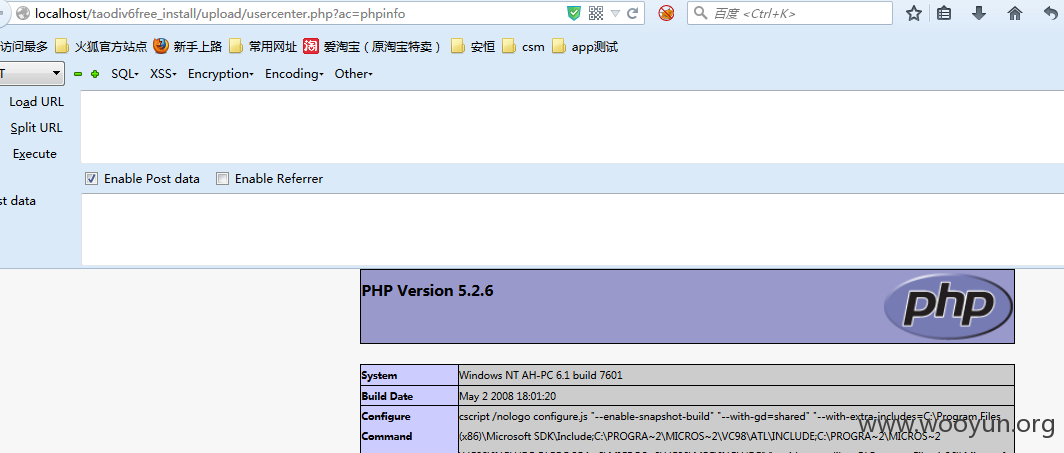 localhost/taodiv6free_install/upload/usercenter.php?ac=phpinfo
百度 <Ctrl+K>
访问最多 火狐官方站点 新手上路 常用网址 淘 爱淘宝（原淘宝特卖） 安恒 csm app测试
T SQL XSS Encryption Encoding Other
Load URL
Split URL
Execute
Enable Post data Enable Referrer
st data
PHP Version 5.2.6
php
System Windows NT AH-PC 6.1 build 7601
Build Date May 2 2008 18:01:20
Configure cscript /nologo configure.js "--enable-snapshot-build" "--with-gd=shared" "--with-extra-includes=C:\Program Files
Command (x86)\Microsoft SDK\Include;C:\PROGRA~2\MICROS~2\VC98\ATL\INCLUDE;C:\PROGRA~2\MICROS~2
www.wooyun.org